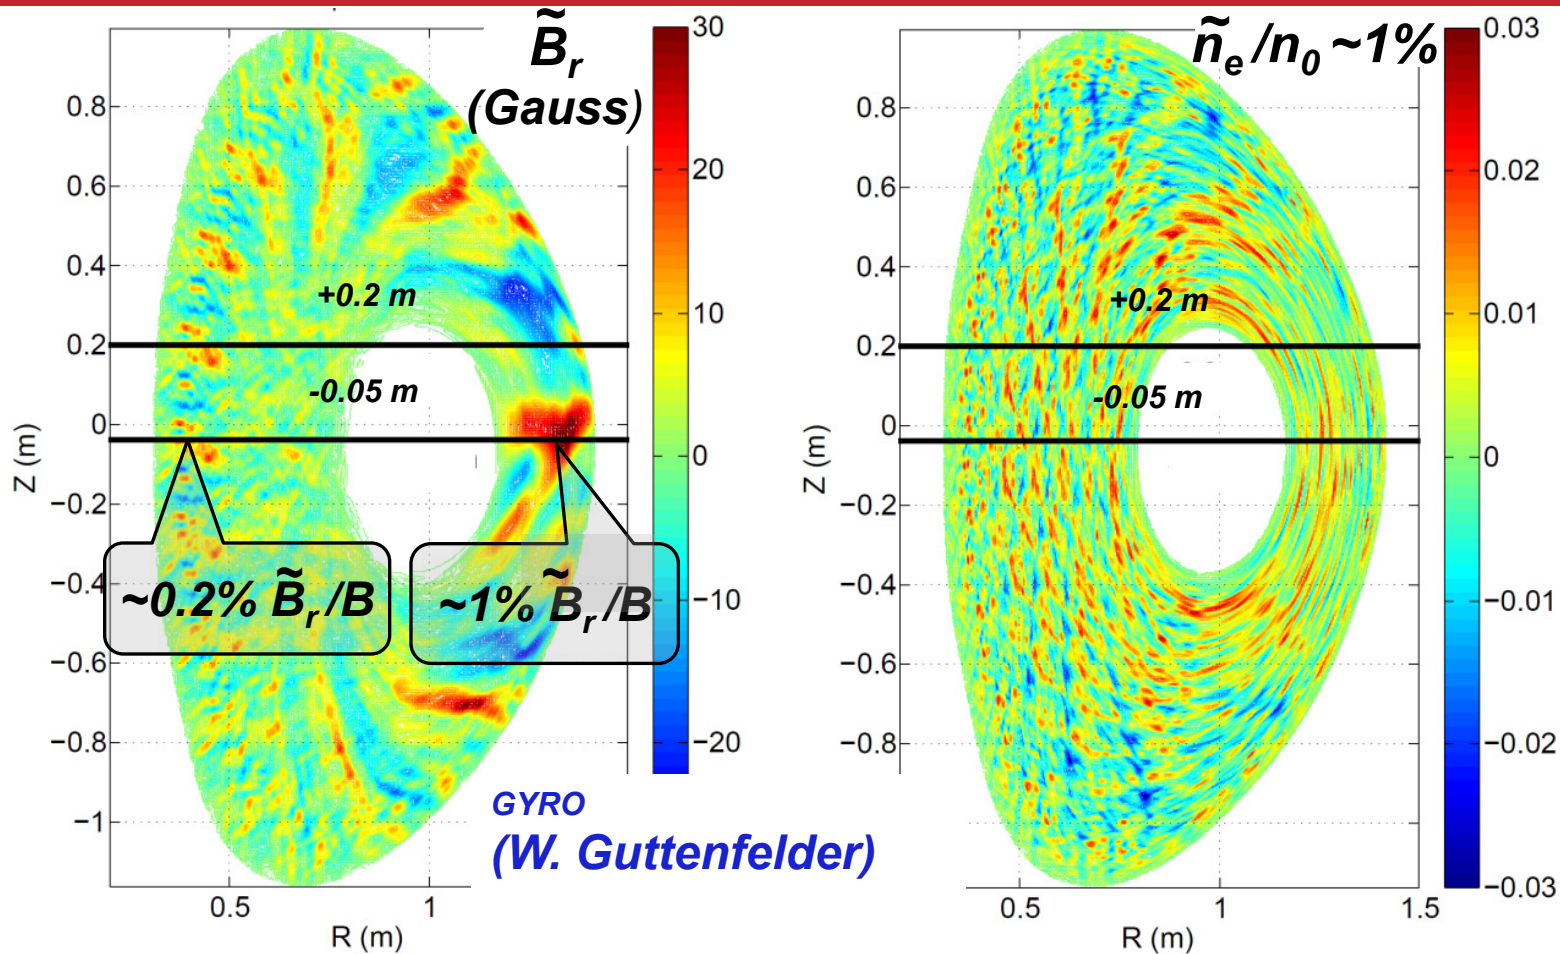 B̃r
(Gauss)
30
20
10
0
−10
−20
0.8
0.6
0.4
0.2
0
−0.2
−0.4
−0.6
−0.8
−1
Z (m)
+0.2 m
-0.05 m
~0.2% B̃r/B
~1% B̃r/B
0.5
1
R (m)
GYRO
(W. Guttenfelder)
ñe/n0 ~1%
0.03
0.02
0.01
0
−0.01
−0.02
−0.03
0.8
0.6
0.4
0.2
0
−0.2
−0.4
−0.6
−0.8
Z (m)
+0.2 m
-0.05 m
0.5
1
1.5
R (m)